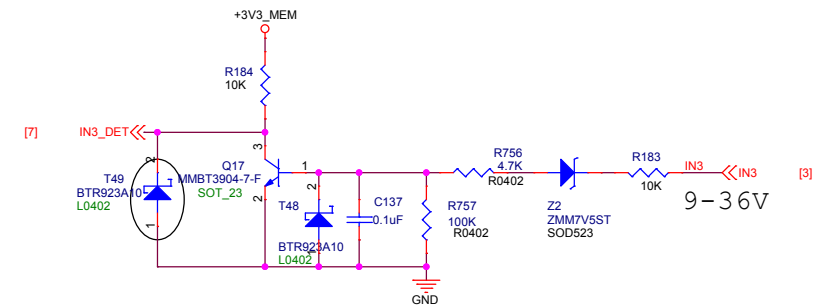 +3V3_MEM
R184
10K
[7]
IN3_DET
3
Q17
MMBT3904-7-F
SOT_23
1
2
T49
BTR923A10
L0402
2
1
T48
2
BTR923A10
L0402
1
C137
0.1uF
R757
100K
R0402
R756
4.7K
R0402
Z2
ZMM7V5ST
SOD523
R183
10K
IN3
IN3
[3]
9-36V
GND